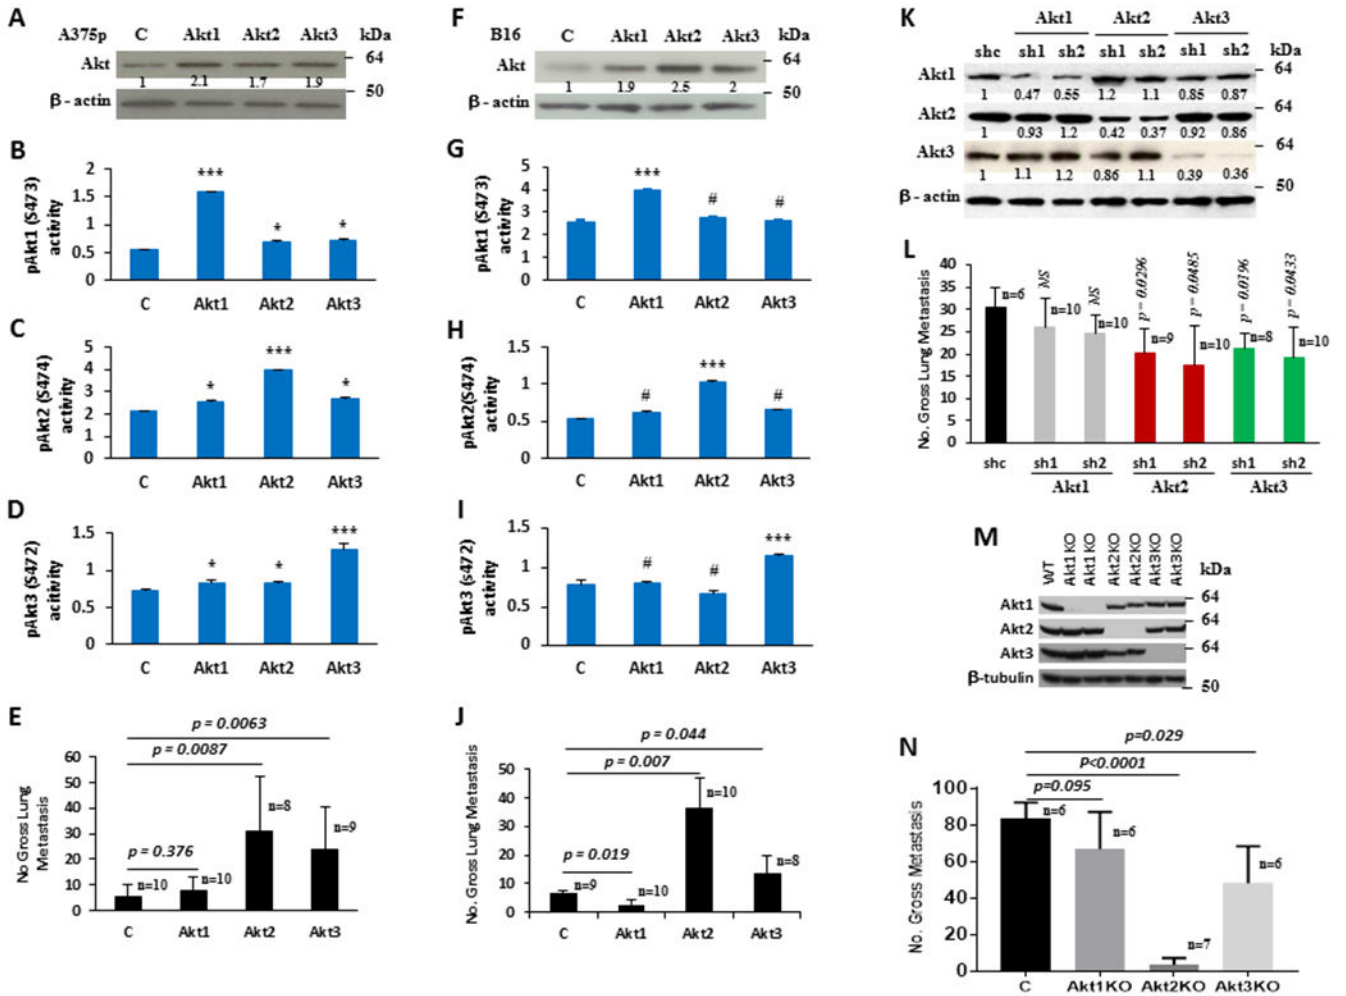 A
A375p C Akt1 Akt2 Akt3 kDa
Akt 64
1 2.1 1.7 1.9
β - actin 50
B
pAkt1 (S473) activity
2
1.5
1
0.5
0
*** * *
C Akt1 Akt2 Akt3
C
pAkt2 (S474) activity
5
4
3
2
1
0
* *** *
C Akt1 Akt2 Akt3
D
pAkt3 (S472) acitivity
1.5
1
0.5
0
* * ***
C Akt1 Akt2 Akt3
E
p = 0.0063
p = 0.0087
p = 0.376
No Gross Lung Metastasis
60
50
40
30
20
10
0
n=10 n=10 n=8 n=9
C Akt1 Akt2 Akt3
F
B16 C Akt1 Akt2 Akt3 kDa
Akt 64
1 1.9 2.5 2
β - actin 50
G
pAkt1 (S473) activity
5
4
3
2
1
0
*** # #
C Akt1 Akt2 Akt3
H
pAkt2(S474) activity
1.5
1
0.5
0
# *** #
C Akt1 Akt2 Akt3
I
pAkt3 (s472) activity
1.5
1
0.5
0
# # ***
C Akt1 Akt2 Akt3
J
p = 0.044
p = 0.007
p = 0.019
No. Gross Lung Metastasis
50
40
30
20
10
0
n=9 n=10 n=10 n=8
C Akt1 Akt2 Akt3
K
Akt1 Akt2 Akt3
shc sh1 sh2 sh1 sh2 sh1 sh2 kDa
Akt1 64
1 0.47 0.55 1.2 1.1 0.85 0.87
Akt2 64
1 0.93 1.2 0.42 0.37 0.92 0.86
Akt3 64
1 1.1 1.2 0.86 1.1 0.39 0.36
β - actin 50
L
No. Gross Lung Metastasis
40
35
30
25
20
15
10
5
0
NS NS p = 0.0296 p = 0.0485 p = 0.0196 p = 0.0433
n=6 n=10 n=10 n=9 n=10 n=8 n=10
shc sh1 sh2 sh1 sh2 sh1 sh2
Akt1 Akt2 Akt3
M
WT Akt1KO Akt1KO Akt2KO Akt2KO Akt3KO Akt3KO kDa
Akt1 64
Akt2 64
Akt3 64
β-tubulin 50
N
p=0.029
P<0.0001
p=0.095
No. Gross Metastasis
100
80
60
40
20
0
n=6 n=6 n=7 n=6
C Akt1KO Akt2KO Akt3KO